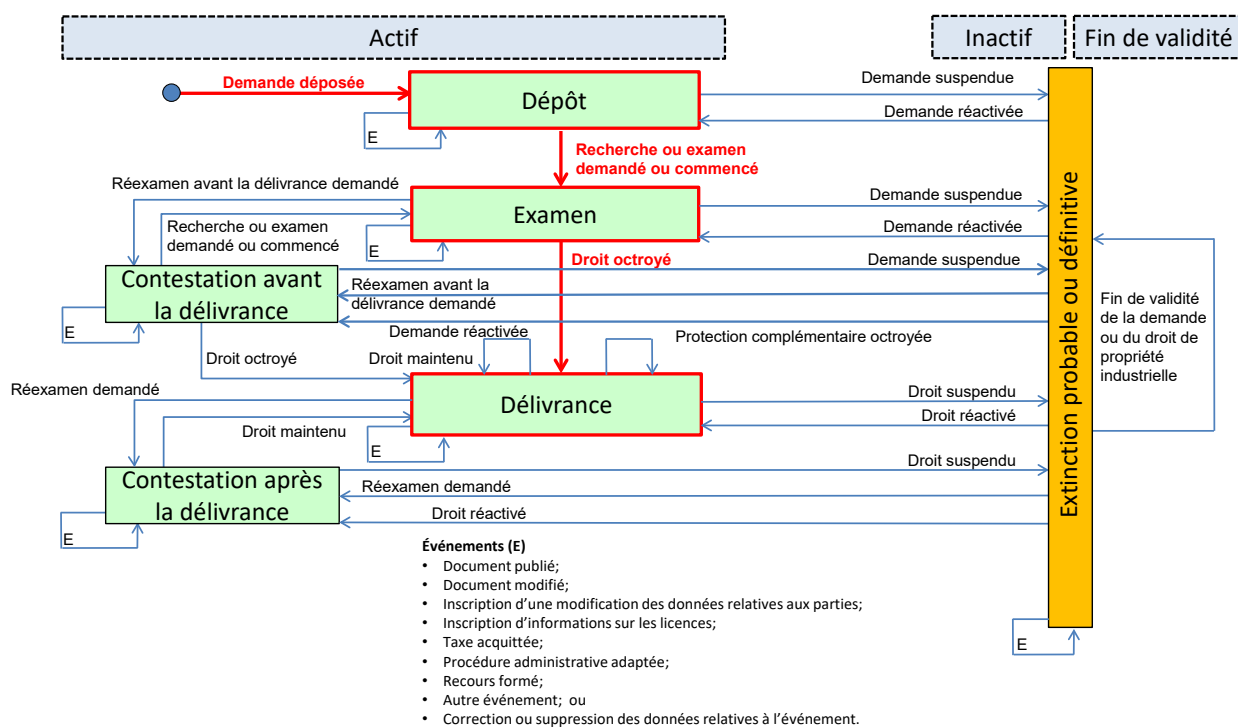 Actif
Inactif
Fin de validité
Demande déposée
Dépôt
Demande suspendue
Demande réactivée
E
Recherche ou examen
demandé ou commencé
Réexamen avant la délivrance demandé
Examen
Demande suspendue
Demande réactivée
Recherche ou examen
demandé ou commencé
E
Droit octroyé
Contestation avant
la délivrance
Demande suspendue
Réexamen avant la
délivrance demandé
E
Demande réactivée
Protection complémentaire octroyée
Droit octroyé
Droit maintenu
Fin de validité
de la demande
ou du droit de
propriété
industrielle
Extinction probable ou définitive
Réexamen demandé
Délivrance
Droit suspendu
Droit réactivé
Droit maintenu
E
Contestation après
la délivrance
Droit suspendu
Réexamen demandé
Droit réactivé
E
E
Événements (E)
• Document publié;
• Document modifié;
• Inscription d’une modification des données relatives aux parties;
• Inscription d’informations sur les licences;
• Taxe acquittée;
• Procédure administrative adaptée;
• Recours formé;
• Autre événement; ou
• Correction ou suppression des données relatives à l’événement.